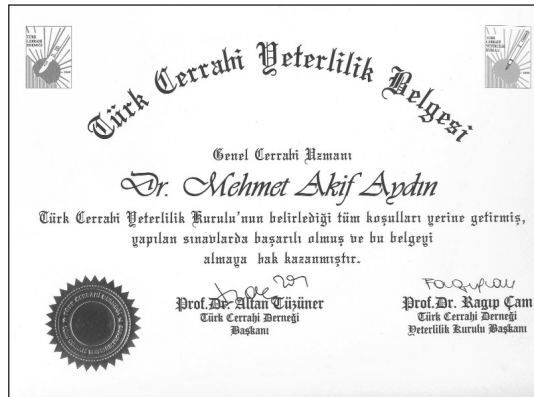 Türk Cerrahi Yeterlilik Belgesi
Genel Cerrahi Uzmanı
Dr. Mehmet Akif Aydın
Türk Cerrahi Yeterlilik Kurulu'nun belirlediği tüm koşulları yerine getirmiş,
yapılan sınavlarda başarılı olmuş ve bu belgeyi
almaya hak kazanmıştır.
Prof.Dr. Altan Tüzüner
Türk Cerrahi Derneği
Başkanı
Prof.Dr. Ragıp Çam
Türk Cerrahi Derneği
Yeterlilik Kurulu Başkanı